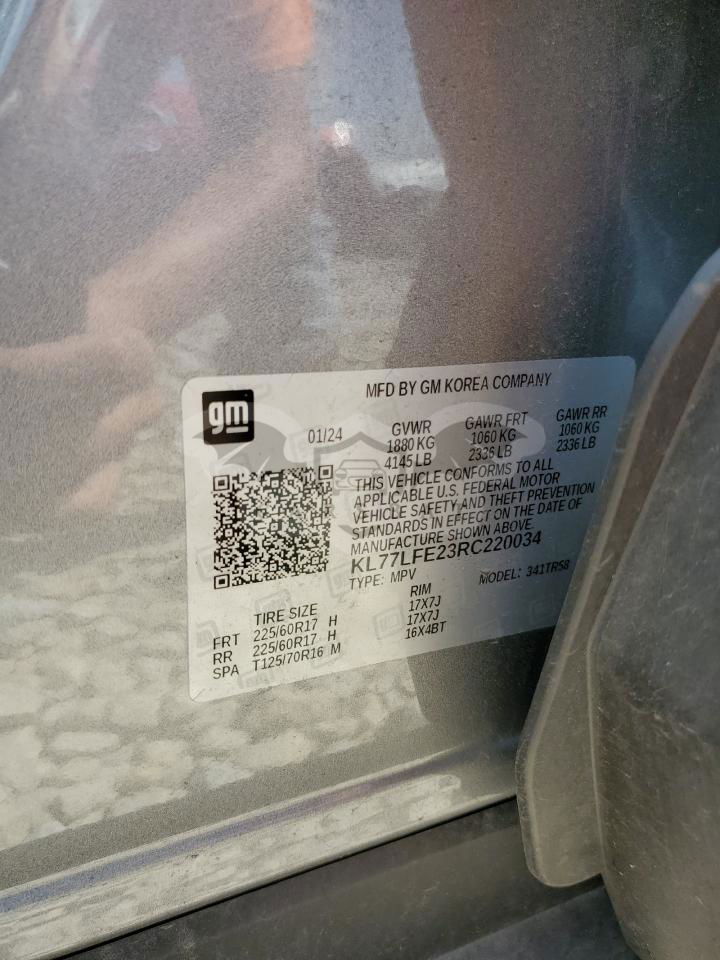 gm
MFD BY GM KOREA COMPANY
01/24
GVWR GAWR FRT GAWR RR
1880 KG 1060 KG 1060 KG
4145 LB 2336 LB 2336 LB
THIS VEHICLE CONFORMS TO ALL
APPLICABLE U.S. FEDERAL MOTOR
VEHICLE SAFETY AND THEFT PREVENTION
STANDARDS IN EFFECT ON THE DATE OF
MANUFACTURE SHOWN ABOVE.
KL77LFE23RC220034
TYPE: MPV MODEL: 341TR58
TIRE SIZE RIM
FRT 225/60R17 H 17X7J
RR 225/60R17 H 17X7J
SPA T125/70R16 M 16X4BT